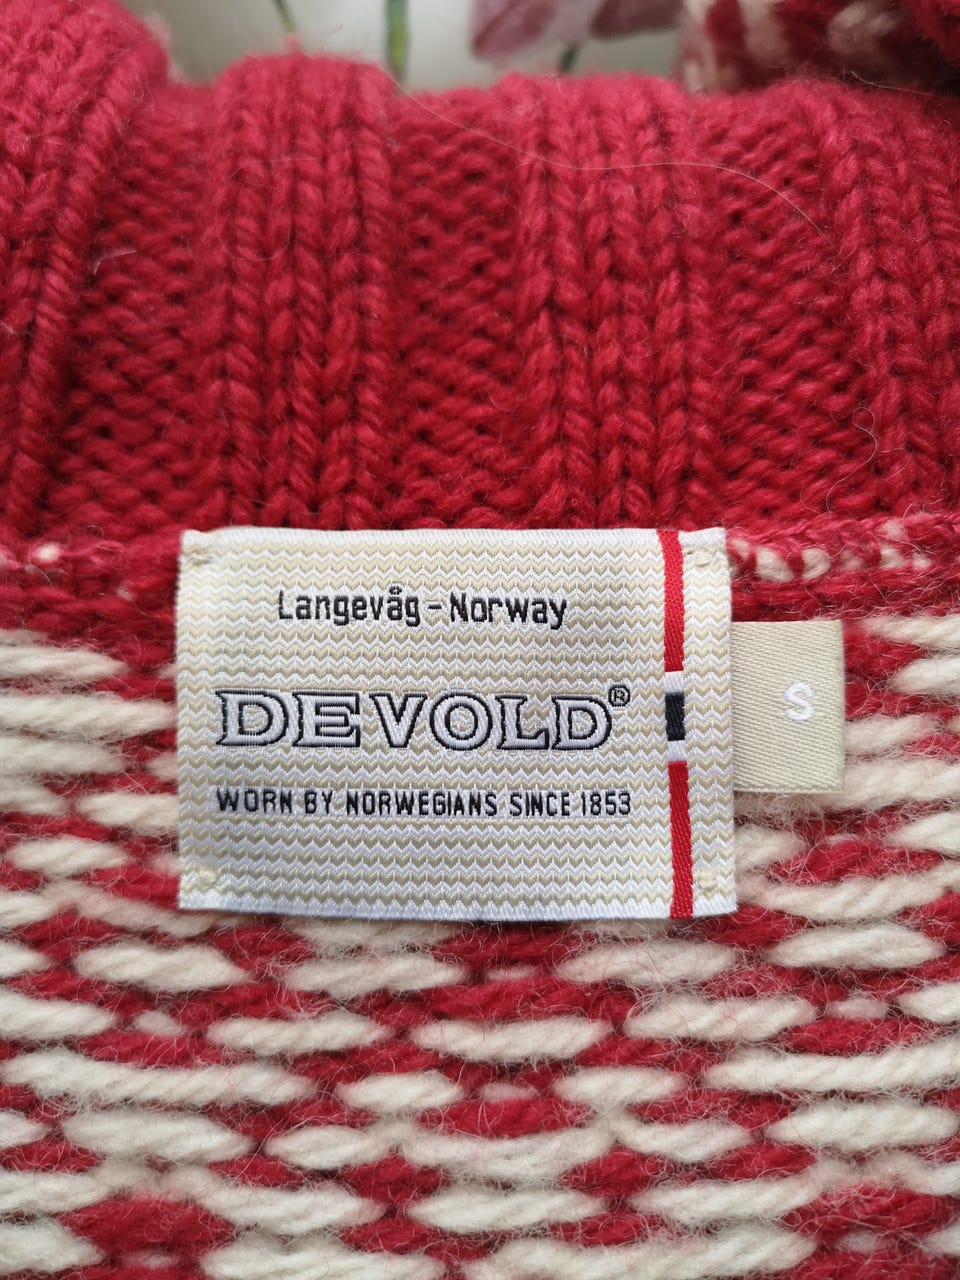 Langevåg - Norway
DEVOLD®
WORN BY NORWEGIANS SINCE 1853
S